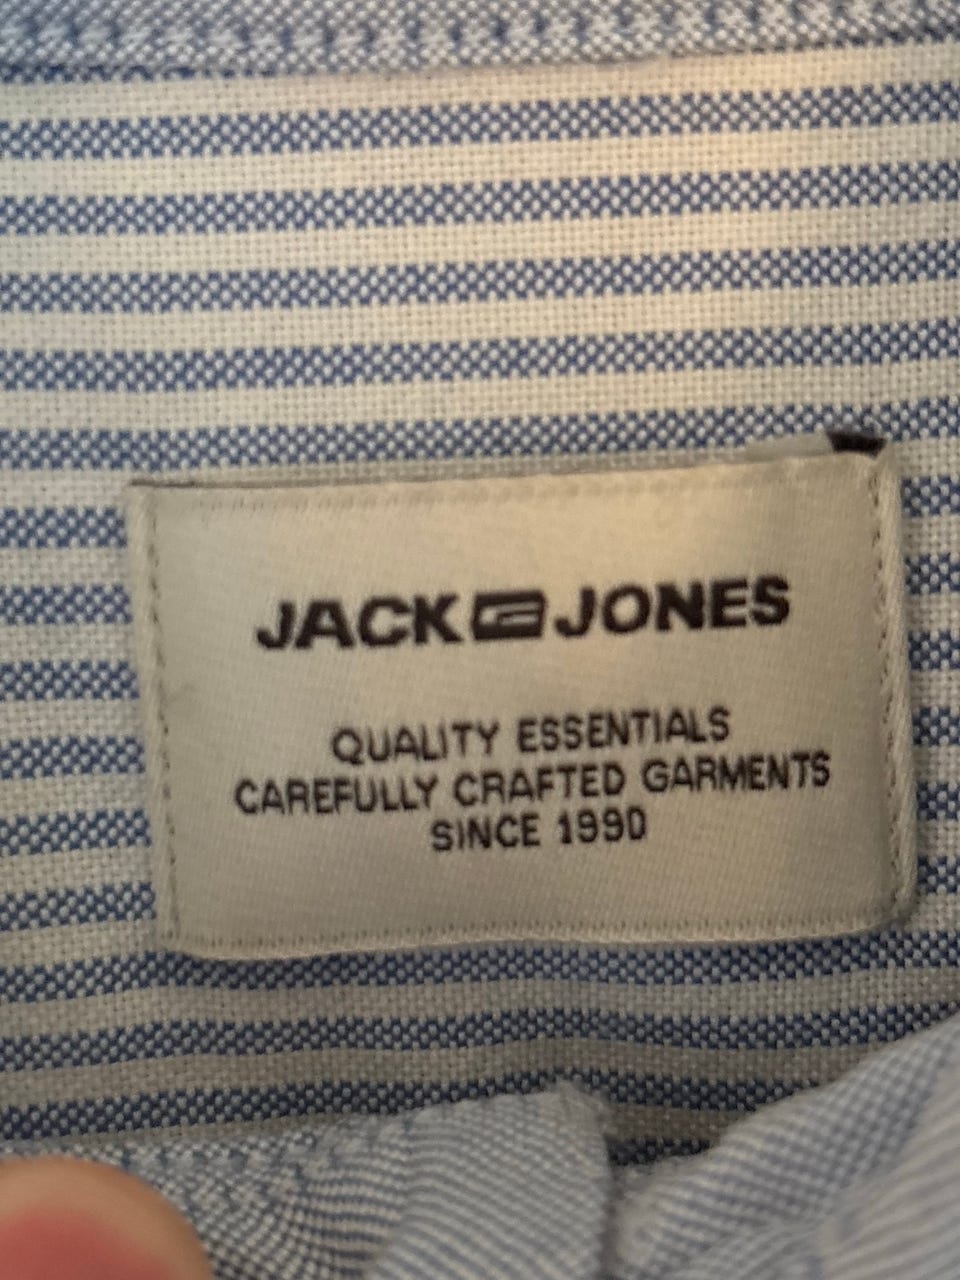 JACK JONES
QUALITY ESSENTIALS
CAREFULLY CRAFTED GARMENTS
SINCE 1990